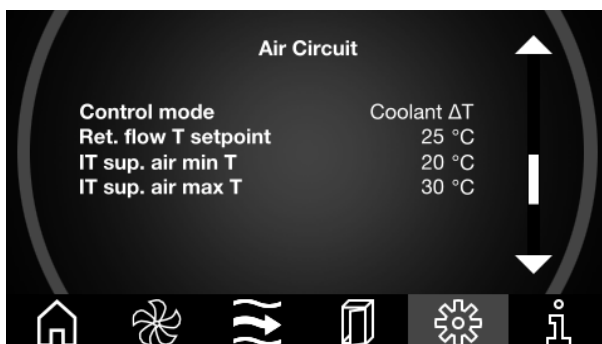 Air Circuit
Control mode Coolant ΔT
Ret. flow T setpoint 25 °C
IT sup. air min T 20 °C
IT sup. air max T 30 °C